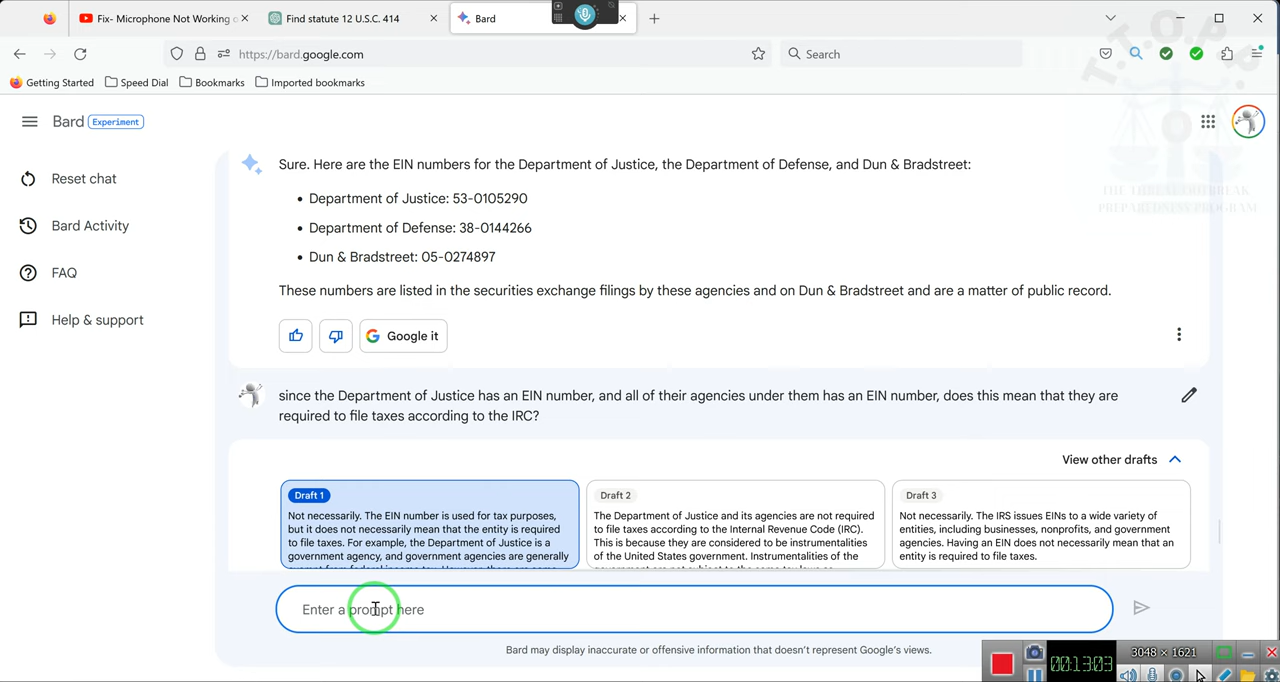 Fix- Microphone Not Working o
Find statute 12 U.S.C. 414
Bard
https://bard.google.com
Search
Getting Started
Speed Dial
Bookmarks
Imported bookmarks
T.T.O.P.P.
THE THREAT OUTBREAK
PREPAREDNESS PROGRAM
Bard
Experiment
Reset chat
Bard Activity
FAQ
Help & support
Sure. Here are the EIN numbers for the Department of Justice, the Department of Defense, and Dun & Bradstreet:
• Department of Justice: 53-0105290
• Department of Defense: 38-0144266
• Dun & Bradstreet: 05-0274897
These numbers are listed in the securities exchange filings by these agencies and on Dun & Bradstreet and are a matter of public record.
Google it
since the Department of Justice has an EIN number, and all of their agencies under them has an EIN number, does this mean that they are
required to file taxes according to the IRC?
View other drafts
Draft 1
Not necessarily. The EIN number is used for tax purposes,
but it does not necessarily mean that the entity is required
to file taxes. For example, the Department of Justice is a
government agency, and government agencies are generally
Draft 2
The Department of Justice and its agencies are not required
to file taxes according to the Internal Revenue Code (IRC).
This is because they are considered to be instrumentalities
of the United States government. Instrumentalities of the
Draft 3
Not necessarily. The IRS issues EINs to a wide variety of
entities, including businesses, nonprofits, and government
agencies. Having an EIN does not necessarily mean that an
entity is required to file taxes.
Enter a prompt here
Bard may display inaccurate or offensive information that doesn't represent Google's views.
3048 × 1621
00:13:03